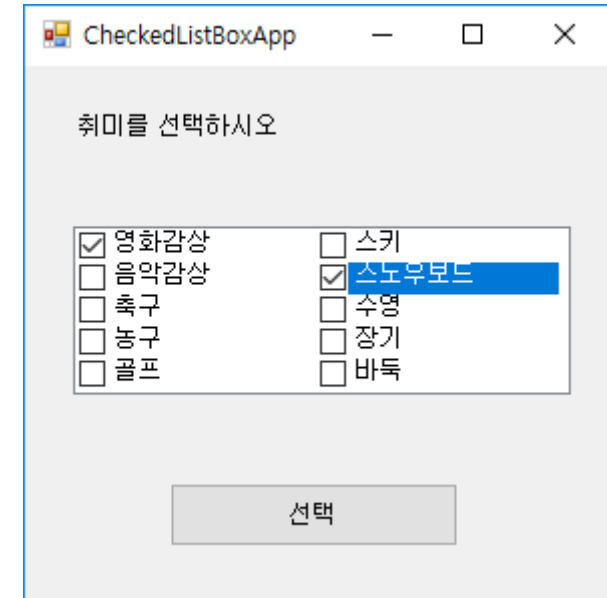 CheckedListBoxApp
취미를 선택하시오
영화감상
음악감상
축구
농구
골프
스키
스노우보드
수영
장기
바둑
선택